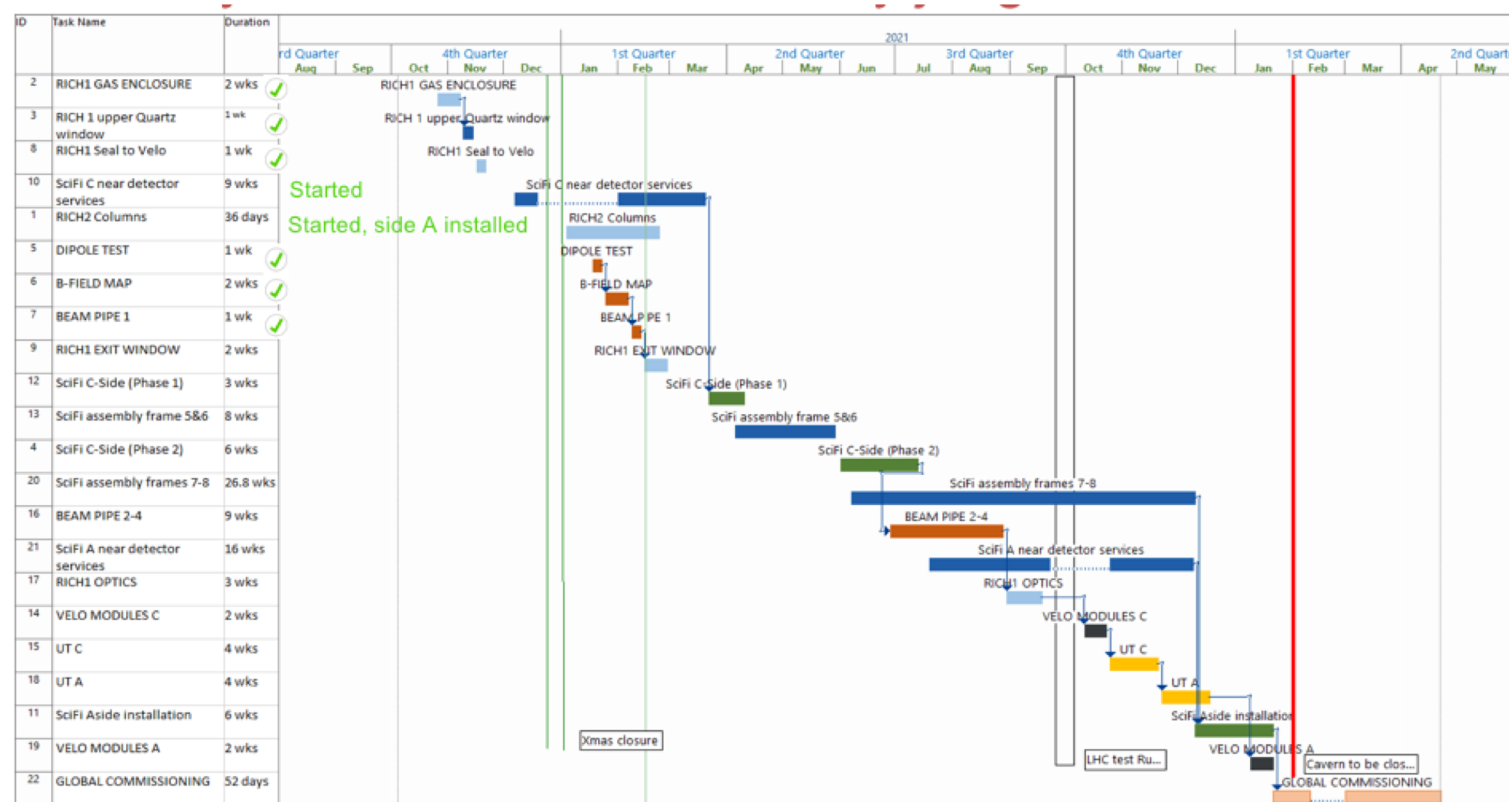 ID Task Name Duration
2021
rd Quarter 4th Quarter 1st Quarter 2nd Quarter 3rd Quarter 4th Quarter 1st Quarter 2nd Quart
Aug Sep Oct Nov Dec Jan Feb Mar Apr May Jun Jul Aug Sep Oct Nov Dec Jan Feb Mar Apr May
2 RICH1 GAS ENCLOSURE 2 wks RICH1 GAS ENCLOSURE
3 RICH 1 upper Quartz 1 wk RICH 1 upper Quartz window
window
8 RICH1 Seal to Velo 1 wk RICH1 Seal to Velo
10 SciFi C near detector 9 wks Started SciFi C near detector services
services
1 RICH2 Columns 36 days Started, side A installed RICH2 Columns
5 DIPOLE TEST 1 wk DIPOLE TEST
6 B-FIELD MAP 2 wks B-FIELD MAP
7 BEAM PIPE 1 1 wk BEAM PIPE 1
9 RICH1 EXIT WINDOW 2 wks RICH1 EXIT WINDOW
12 SciFi C-Side (Phase 1) 3 wks SciFi C-Side (Phase 1)
13 SciFi assembly frame 5&6 8 wks SciFi assembly frame 5&6
4 SciFi C-Side (Phase 2) 6 wks SciFi C-Side (Phase 2)
20 SciFi assembly frames 7-8 26.8 wks SciFi assembly frames 7-8
16 BEAM PIPE 2-4 9 wks BEAM PIPE 2-4
21 SciFi A near detector 16 wks SciFi A near detector services
services
17 RICH1 OPTICS 3 wks RICH1 OPTICS
14 VELO MODULES C 2 wks VELO MODULES C
15 UT C 4 wks UT C
18 UT A 4 wks UT A
11 SciFi Aside installation 6 wks SciFi Aside installation
19 VELO MODULES A 2 wks Xmas closure VELO MODULES A
LHC test Ru... Cavern to be clos...
22 GLOBAL COMMISSIONING 52 days GLOBAL COMMISSIONING